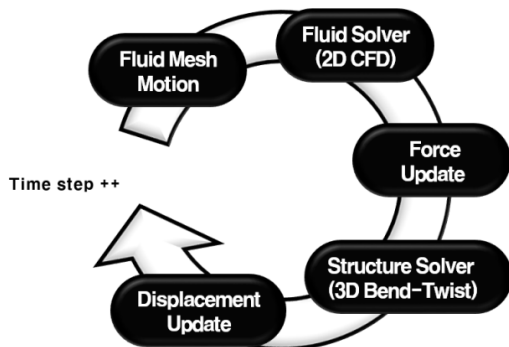 Fluid Mesh
Motion
Fluid Solver
(2D CFD)
Force
Update
Structure Solver
(3D Bend-Twist)
Displacement
Update
Time step ++